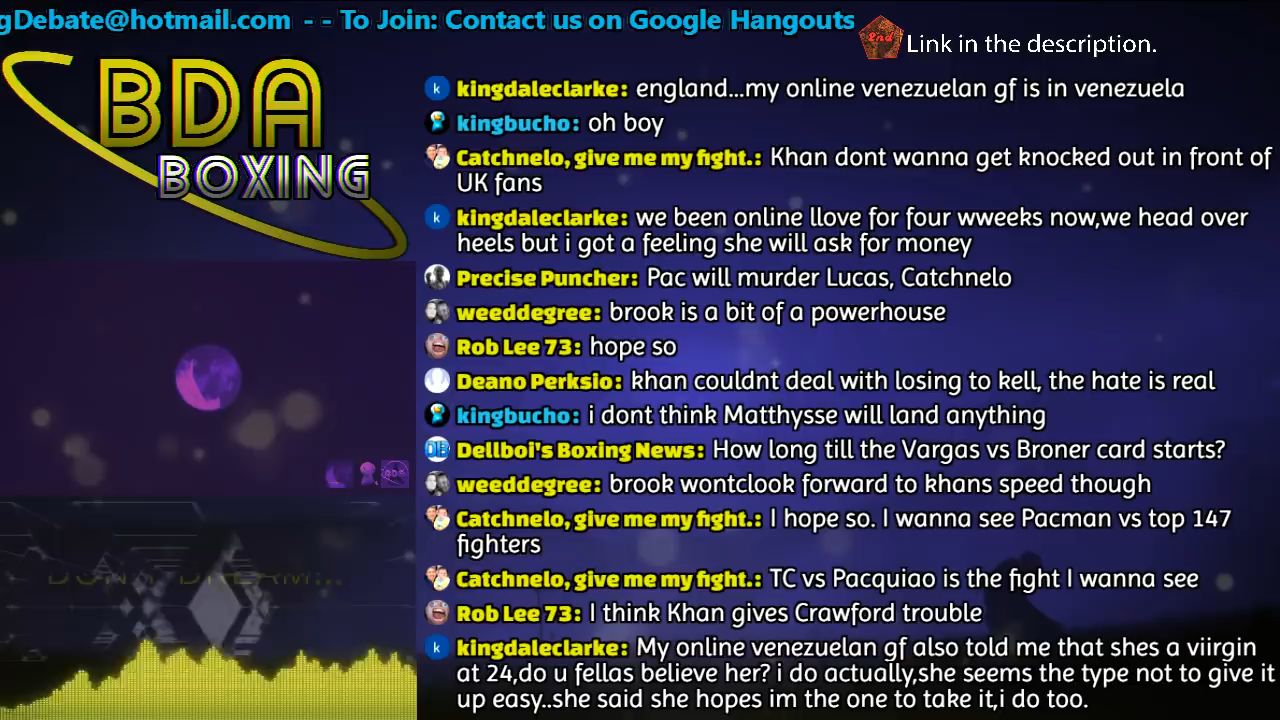 gDebate@hotmail.com - - To Join: Contact us on Google Hangouts
2nd
Link in the description.
BDA
BOXING
kingdaleclarke: england...my online venezuelan gf is in venezuela
kingbucho: oh boy
Catchnelo, give me my fight.: Khan dont wanna get knocked out in front of
UK fans
kingdaleclarke: we been online llove for four wweeks now,we head over
heels but i got a feeling she will ask for money
Precise Puncher: Pac will murder Lucas, Catchnelo
weeddegree: brook is a bit of a powerhouse
Rob Lee 73: hope so
Deano Perksio: khan couldnt deal with losing to kell, the hate is real
kingbucho: i dont think Matthysse will land anything
Dellboi's Boxing News: How long till the Vargas vs Broner card starts?
weeddegree: brook wontclook forward to khans speed though
Catchnelo, give me my fight.: I hope so. I wanna see Pacman vs top 147
fighters
Catchnelo, give me my fight.: TC vs Pacquiao is the fight I wanna see
Rob Lee 73: I think Khan gives Crawford trouble
kingdaleclarke: My online venezuelan gf also told me that shes a viirgin
at 24,do u fellas believe her? i do actually,she seems the type not to give it
up easy..she said she hopes im the one to take it,i do too.